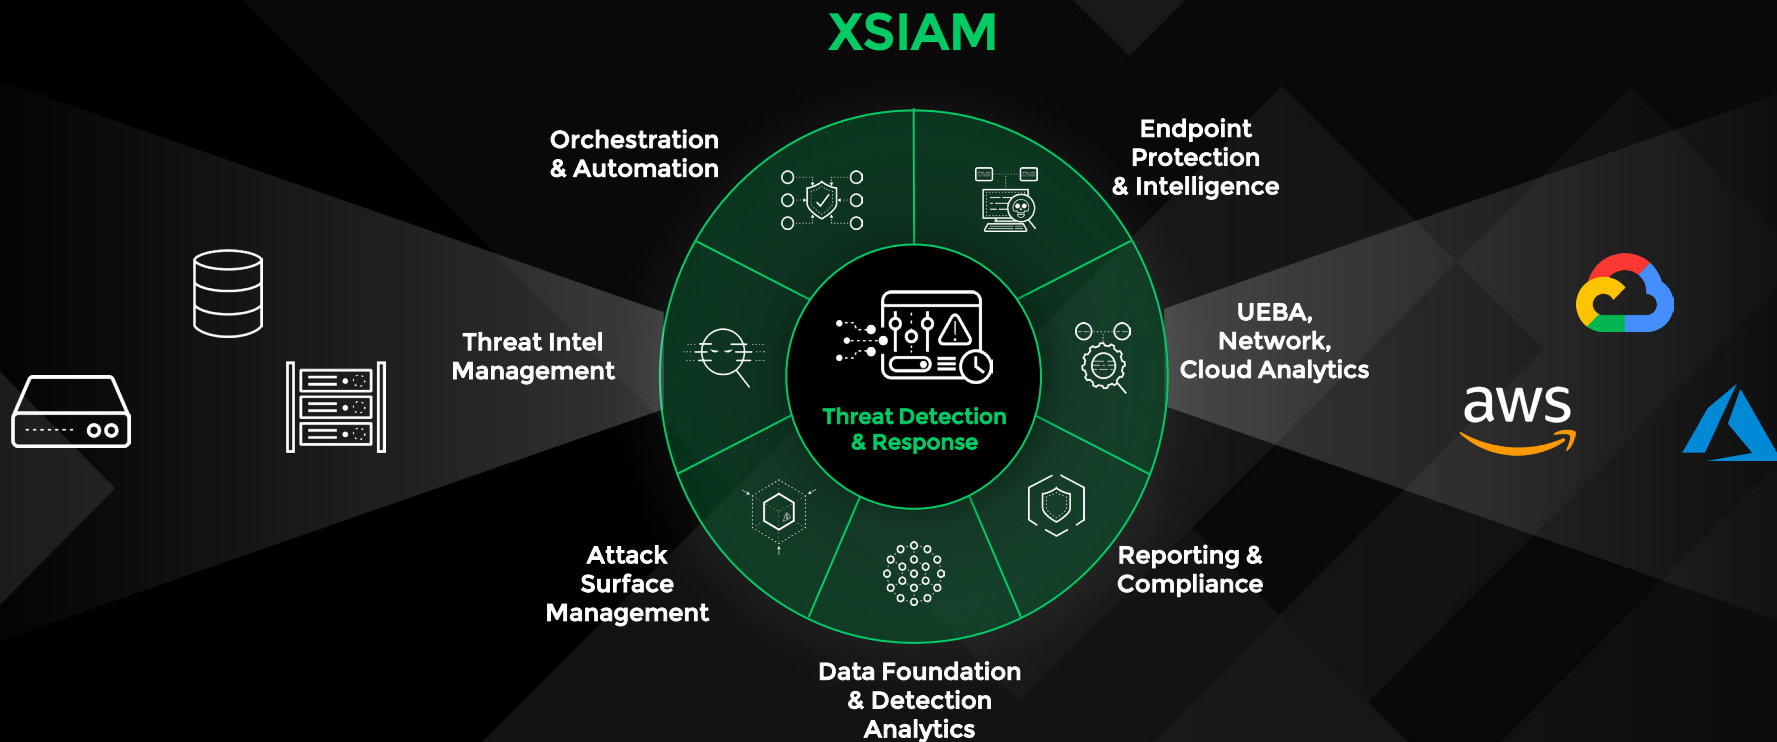 XSIAM
Orchestration
& Automation
Endpoint
Protection
& Intelligence
Threat Intel
Management
UEBA,
Network,
Cloud Analytics
aws
Threat Detection
& Response
Attack
Surface
Management
Reporting &
Compliance
Data Foundation
& Detection
Analytics